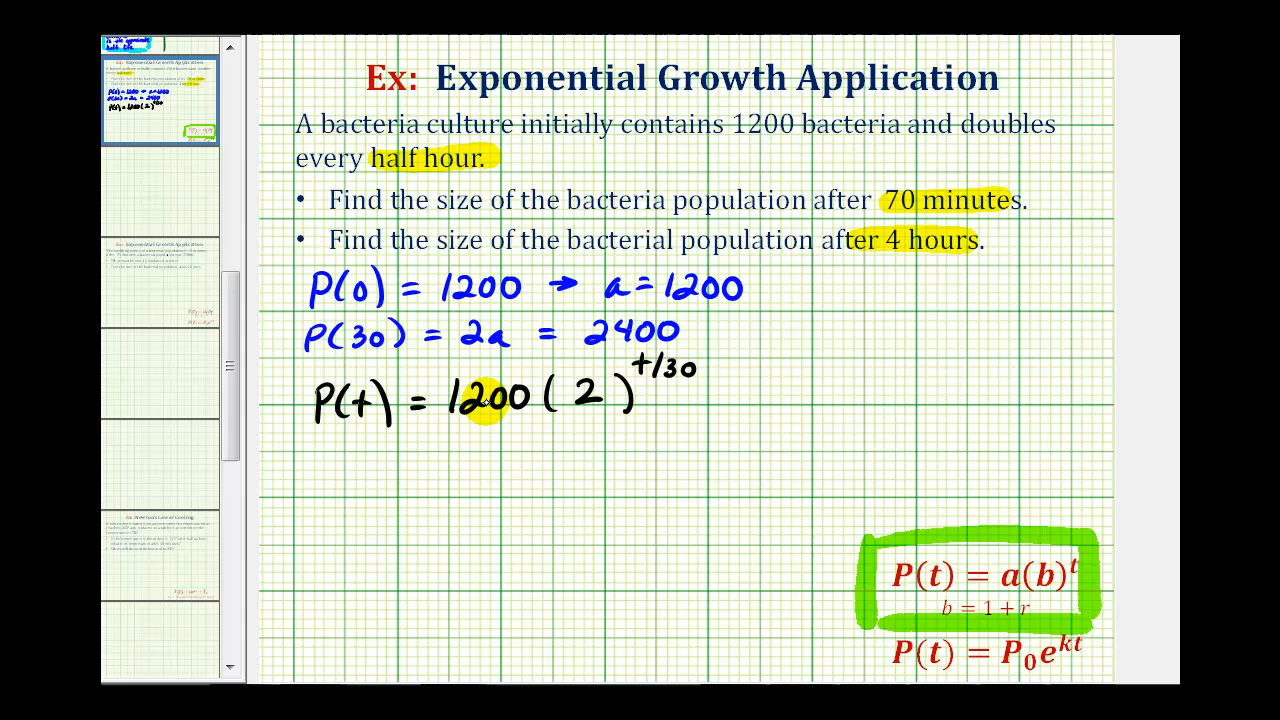 Ex: Exponential Growth Application
A bacteria culture initially contains 1200 bacteria and doubles
every half hour.
• Find the size of the bacteria population after 70 minutes.
• Find the size of the bacterial population after 4 hours.
P(0) = 1200 → a = 1200
P(30) = 2a = 2400
P(t) = 1200 ( 2 )^t/30
P(t) = a(b)^t
b = 1 + r
P(t) = P₀e^kt